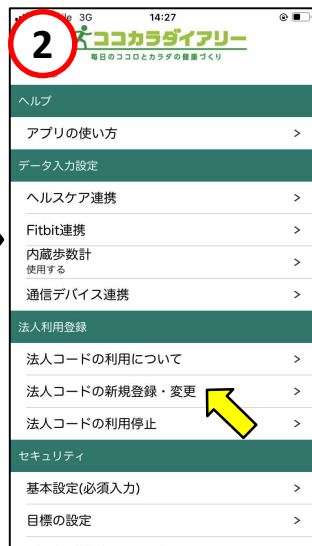 3G 14:27
2
ココカラダイアリー
毎日のココロとカラダの健康づくり
ヘルプ
アプリの使い方 >
データ入力設定
ヘルスケア連携 >
Fitbit連携 >
内蔵歩数計 >
使用する
通信デバイス連携 >
法人利用登録
法人コードの利用について >
法人コードの新規登録・変更 >
法人コードの利用停止 >
セキュリティ
基本設定(必須入力) >
目標の設定 >